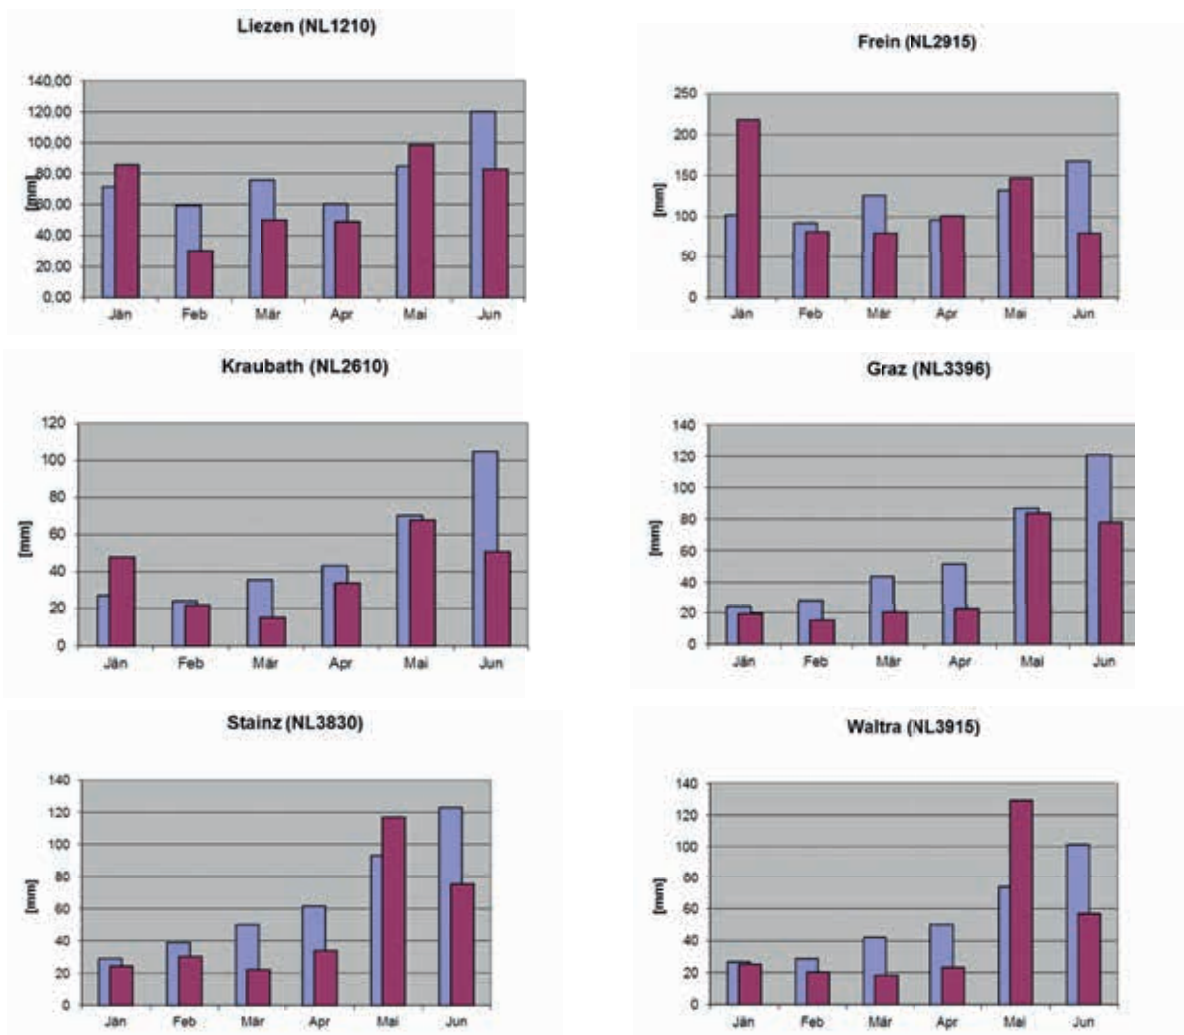 Liezen (NL1210)
140,00
120,00
100,00
80,00
60,00
40,00
20,00
0,00
[mm]
Jän Feb Mär Apr Mai Jun
Frein (NL2915)
250
200
150
100
50
0
[mm]
Jän Feb Mär Apr Mai Jun
Kraubath (NL2610)
120
100
80
60
40
20
0
[mm]
Jän Feb Mär Apr Mai Jun
Graz (NL3396)
140
120
100
80
60
40
20
0
[mm]
Jän Feb Mär Apr Mai Jun
Stainz (NL3830)
140
120
100
80
60
40
20
0
[mm]
Jän Feb Mär Apr Mai Jun
Waltra (NL3915)
140
120
100
80
60
40
20
0
[mm]
Jän Feb Mär Apr Mai Jun